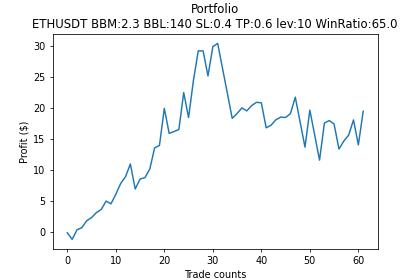 Portfolio
ETHUSDT BBM:2.3 BBL:140 SL:0.4 TP:0.6 lev:10 WinRatio:65.0
30
25
20
15
10
5
0
Profit ($)
0 10 20 30 40 50 60
Trade counts